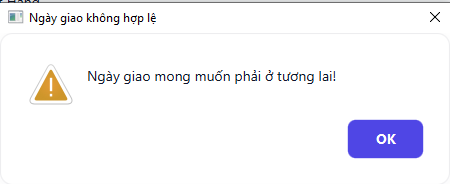 Ngày giao không hợp lệ
Ngày giao mong muốn phải ở tương lai!
OK